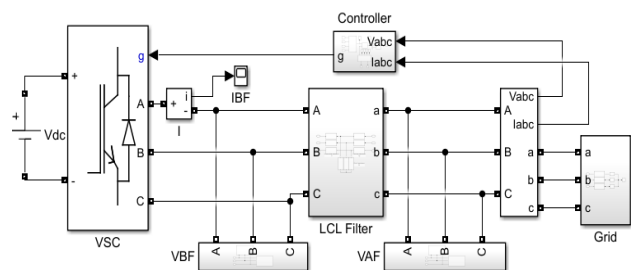 Controller
Vabc
g
Iabc
g
+
i
IBF
A
+
-
I
A
a
A
Vabc
Iabc
+
Vdc
B
B
b
B
a
a
b
b
-
C
C
c
C
c
c
VSC
LCL Filter
Grid
A
B
C
VBF
A
B
C
VAF